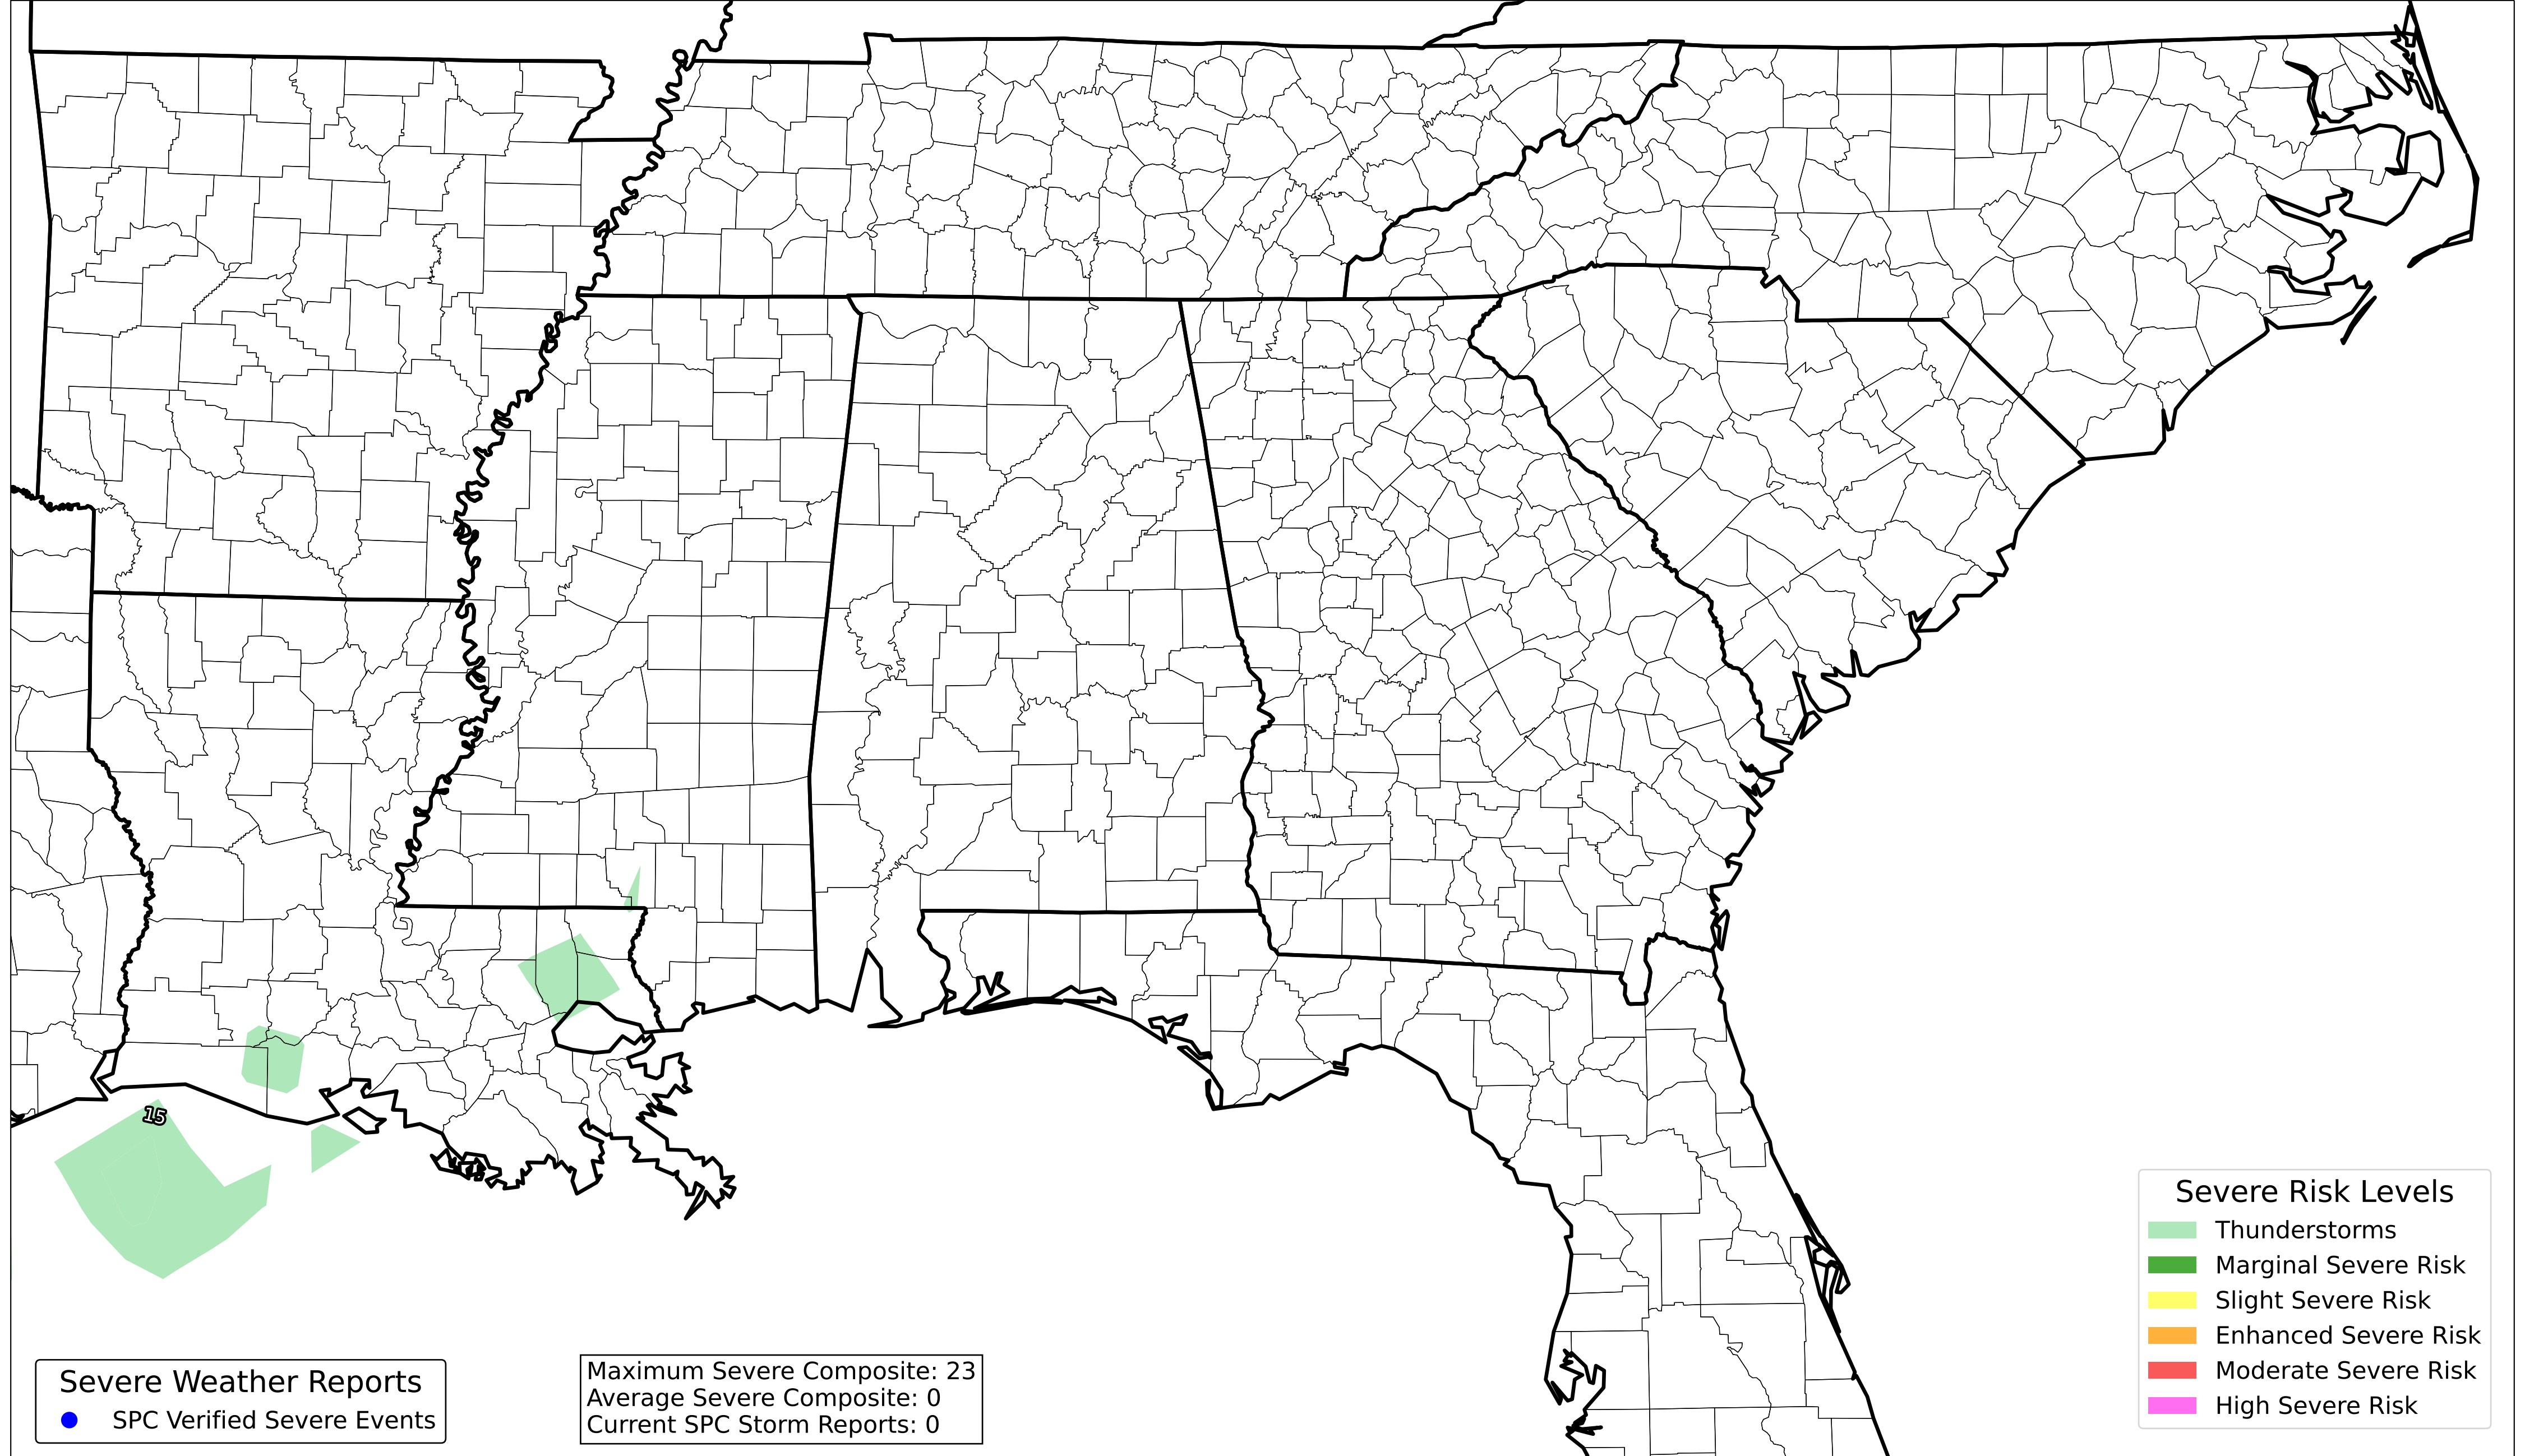 15
Severe Risk Levels
Thunderstorms
Marginal Severe Risk
Slight Severe Risk
Enhanced Severe Risk
Moderate Severe Risk
High Severe Risk
Severe Weather Reports
SPC Verified Severe Events
Maximum Severe Composite: 23
Average Severe Composite: 0
Current SPC Storm Reports: 0